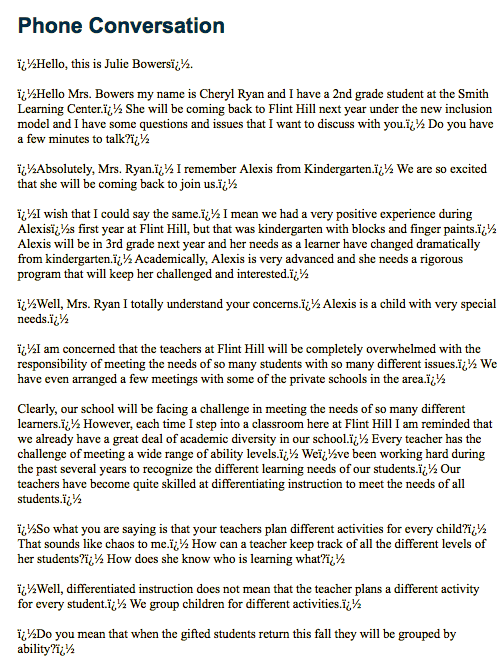 Phone Conversation
ï¿½Hello, this is Julie Bowersï¿½.
ï¿½Hello Mrs. Bowers my name is Cheryl Ryan and I have a 2nd grade student at the Smith
Learning Center.ï¿½ She will be coming back to Flint Hill next year under the new inclusion
model and I have some questions and issues that I want to discuss with you.ï¿½ Do you have
a few minutes to talk?ï¿½
ï¿½Absolutely, Mrs. Ryan.ï¿½ I remember Alexis from Kindergarten.ï¿½ We are so excited
that she will be coming back to join us.ï¿½
ï¿½I wish that I could say the same.ï¿½ I mean we had a very positive experience during
Alexisï¿½s first year at Flint Hill, but that was kindergarten with blocks and finger paints.ï¿½
Alexis will be in 3rd grade next year and her needs as a learner have changed dramatically
from kindergarten.ï¿½ Academically, Alexis is very advanced and she needs a rigorous
program that will keep her challenged and interested.ï¿½
ï¿½Well, Mrs. Ryan I totally understand your concerns.ï¿½ Alexis is a child with very special
needs.ï¿½
ï¿½I am concerned that the teachers at Flint Hill will be completely overwhelmed with the
responsibility of meeting the needs of so many students with so many different issues.ï¿½ We
have even arranged a few meetings with some of the private schools in the area.ï¿½
Clearly, our school will be facing a challenge in meeting the needs of so many different
learners.ï¿½ However, each time I step into a classroom here at Flint Hill I am reminded that
we already have a great deal of academic diversity in our school.ï¿½ Every teacher has the
challenge of meeting a wide range of ability levels.ï¿½ Weï¿½ve been working hard during
the past several years to recognize the different learning needs of our students.ï¿½ Our
teachers have become quite skilled at differentiating instruction to meet the needs of all
students.ï¿½
ï¿½So what you are saying is that your teachers plan different activities for every child?ï¿½
That sounds like chaos to me.ï¿½ How can a teacher keep track of all the different levels of
her students?ï¿½ How does she know who is learning what?ï¿½
ï¿½Well, differentiated instruction does not mean that the teacher plans a different activity
for every student.ï¿½ We group children for different activities.ï¿½
ï¿½Do you mean that when the gifted students return this fall they will be grouped by
ability?ï¿½